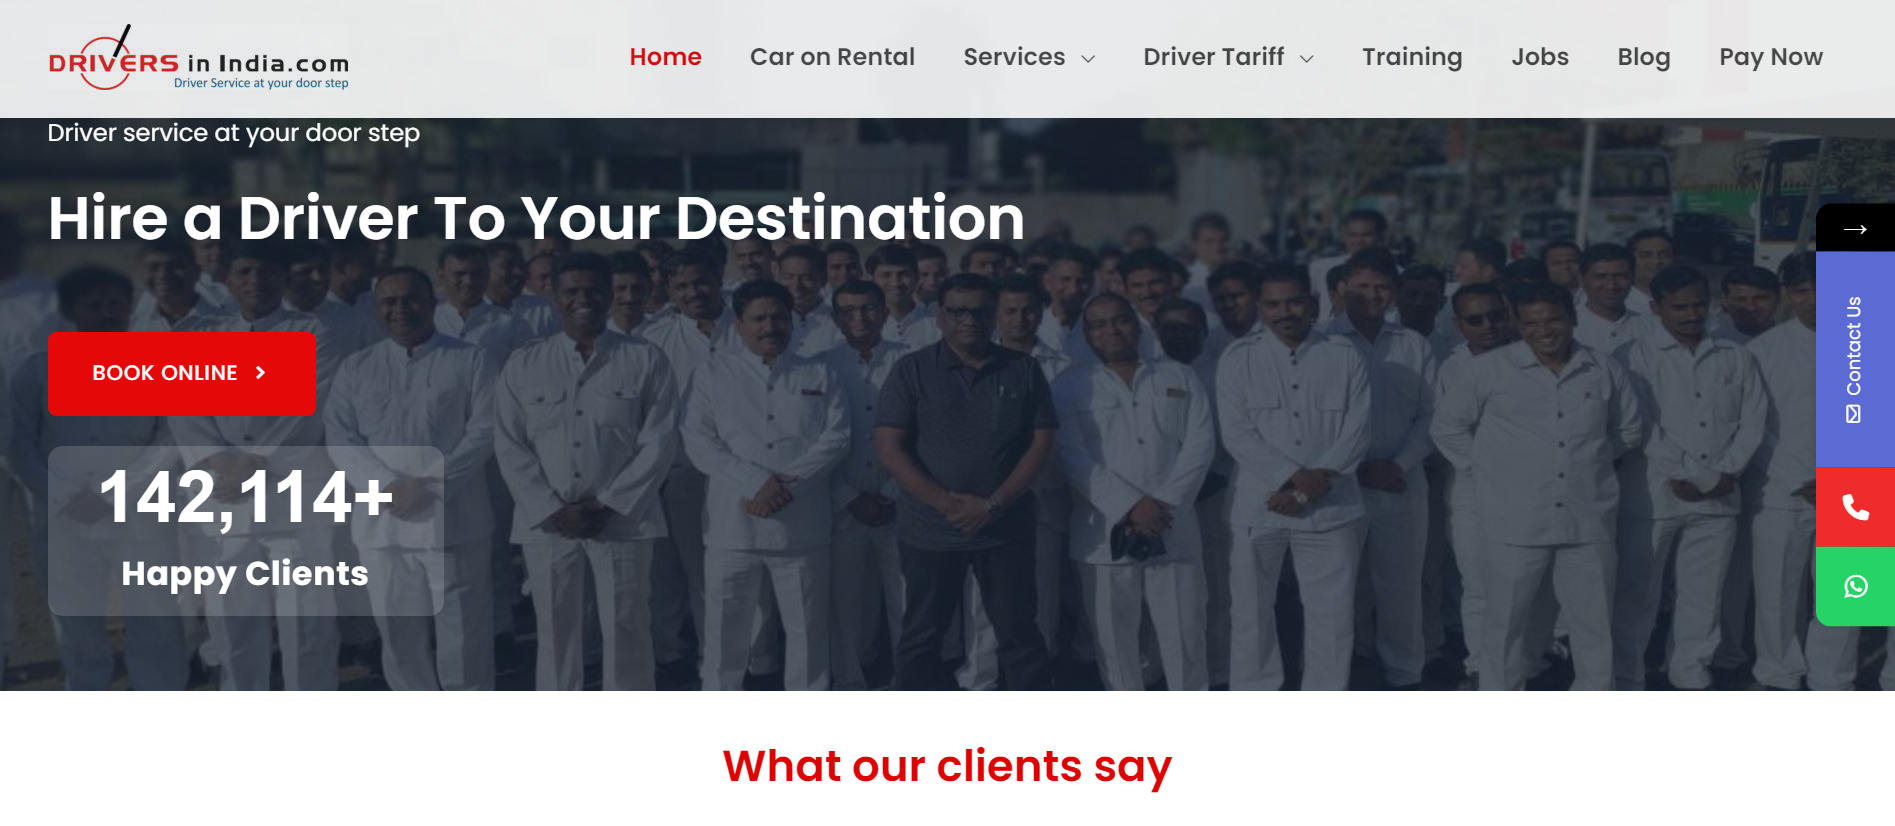 DRIVERS in India.com
Driver Service at your door step
Home Car on Rental Services Driver Tariff Training Jobs Blog Pay Now
Driver service at your door step
Hire a Driver To Your Destination
BOOK ONLINE
142,114+
Happy Clients
Contact Us
What our clients say